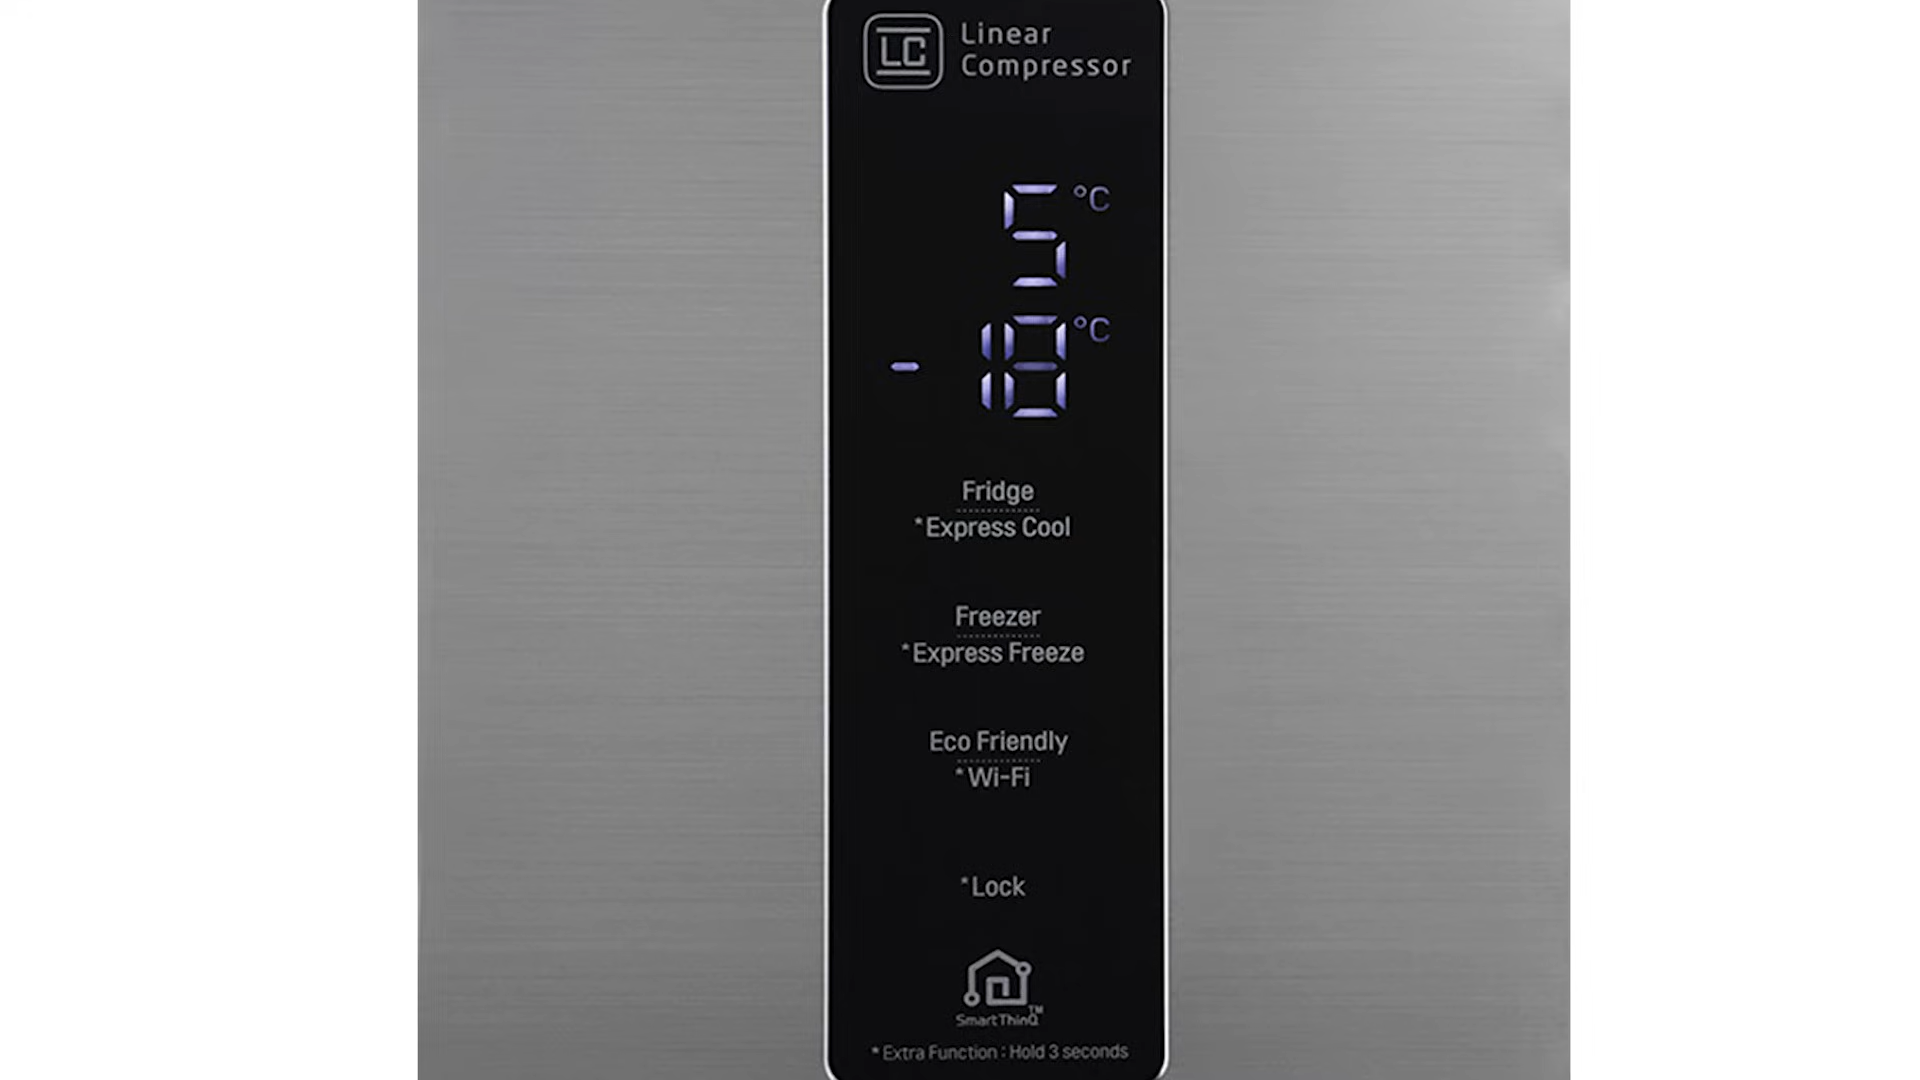 LC
Linear
Compressor
5 °C
-18 °C
Fridge
*Express Cool
Freezer
*Express Freeze
Eco Friendly
*Wi-Fi
*Lock
SmartThinQ™
*Extra Function : Hold 3 seconds